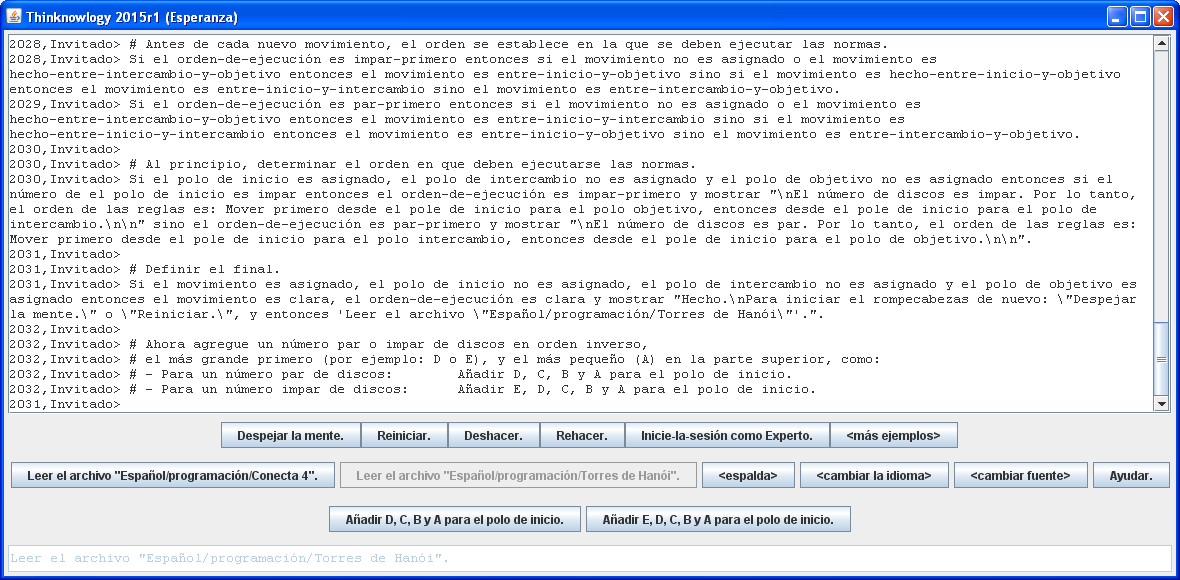 Thinknowlogy 2015r1 (Esperanza)
2028,Invitado> # Antes de cada nuevo movimiento, el orden se establece en la que se deben ejecutar las normas.
2028,Invitado> Si el orden-de-ejecución es impar-primero entonces si el movimiento no es asignado o el movimiento es
hecho-entre-intercambio-y-objetivo entonces el movimiento es entre-inicio-y-objetivo sino si el movimiento es hecho-entre-inicio-y-objetivo
entonces el movimiento es entre-inicio-y-intercambio sino el movimiento es entre-intercambio-y-objetivo.
2029,Invitado> Si el orden-de-ejecución es par-primero entonces si el movimiento no es asignado o el movimiento es
hecho-entre-intercambio-y-objetivo entonces el movimiento es entre-inicio-y-intercambio sino si el movimiento es
hecho-entre-inicio-y-intercambio entonces el movimiento es entre-inicio-y-objetivo sino el movimiento es entre-intercambio-y-objetivo.
2030,Invitado>
2030,Invitado> # Al principio, determinar el orden en que deben ejecutarse las normas.
2030,Invitado> Si el polo de inicio es asignado, el polo de intercambio no es asignado y el polo de objetivo no es asignado entonces si el
número de el polo de inicio es impar entonces el orden-de-ejecución es impar-primero y mostrar "\nEl número de discos es impar. Por lo tanto,
el orden de las reglas es: Mover primero desde el pole de inicio para el polo objetivo, entonces desde el pole de inicio para el polo de
intercambio.\n\n" sino el orden-de-ejecución es par-primero y mostrar "\nEl número de discos es par. Por lo tanto, el orden de las reglas es:
Mover primero desde el pole de inicio para el polo intercambio, entonces desde el pole de inicio para el polo de objetivo.\n\n".
2031,Invitado>
2031,Invitado> # Definir el final.
2031,Invitado> Si el movimiento es asignado, el polo de inicio no es asignado, el polo de intercambio no es asignado y el polo de objetivo es
asignado entonces el movimiento es clara, el orden-de-ejecución es clara y mostrar "Hecho.\nPara iniciar el rompecabezas de nuevo: \"Despejar
la mente.\" o \"Reiniciar.\", y entonces 'Leer el archivo \"Español/programación/Torres de Hanói\"'.".
2032,Invitado>
2032,Invitado> # Ahora agregue un número par o impar de discos en orden inverso,
2032,Invitado> # el más grande primero (por ejemplo: D o E), y el más pequeño (A) en la parte superior, como:
2032,Invitado> # - Para un número par de discos: Añadir D, C, B y A para el polo de inicio.
2032,Invitado> # - Para un número impar de discos: Añadir E, D, C, B y A para el polo de inicio.
2031,Invitado>
Despejar la mente. Reiniciar. Deshacer. Rehacer. Inicie-la-sesión como Experto. <más ejemplos>
Leer el archivo "Español/programación/Conecta 4". Leer el archivo "Español/programación/Torres de Hanói". <espalda> <cambiar la idioma> <cambiar fuente> Ayudar.
Añadir D, C, B y A para el polo de inicio. Añadir E, D, C, B y A para el polo de inicio.
Leer el archivo "Español/programación/Torres de Hanói".